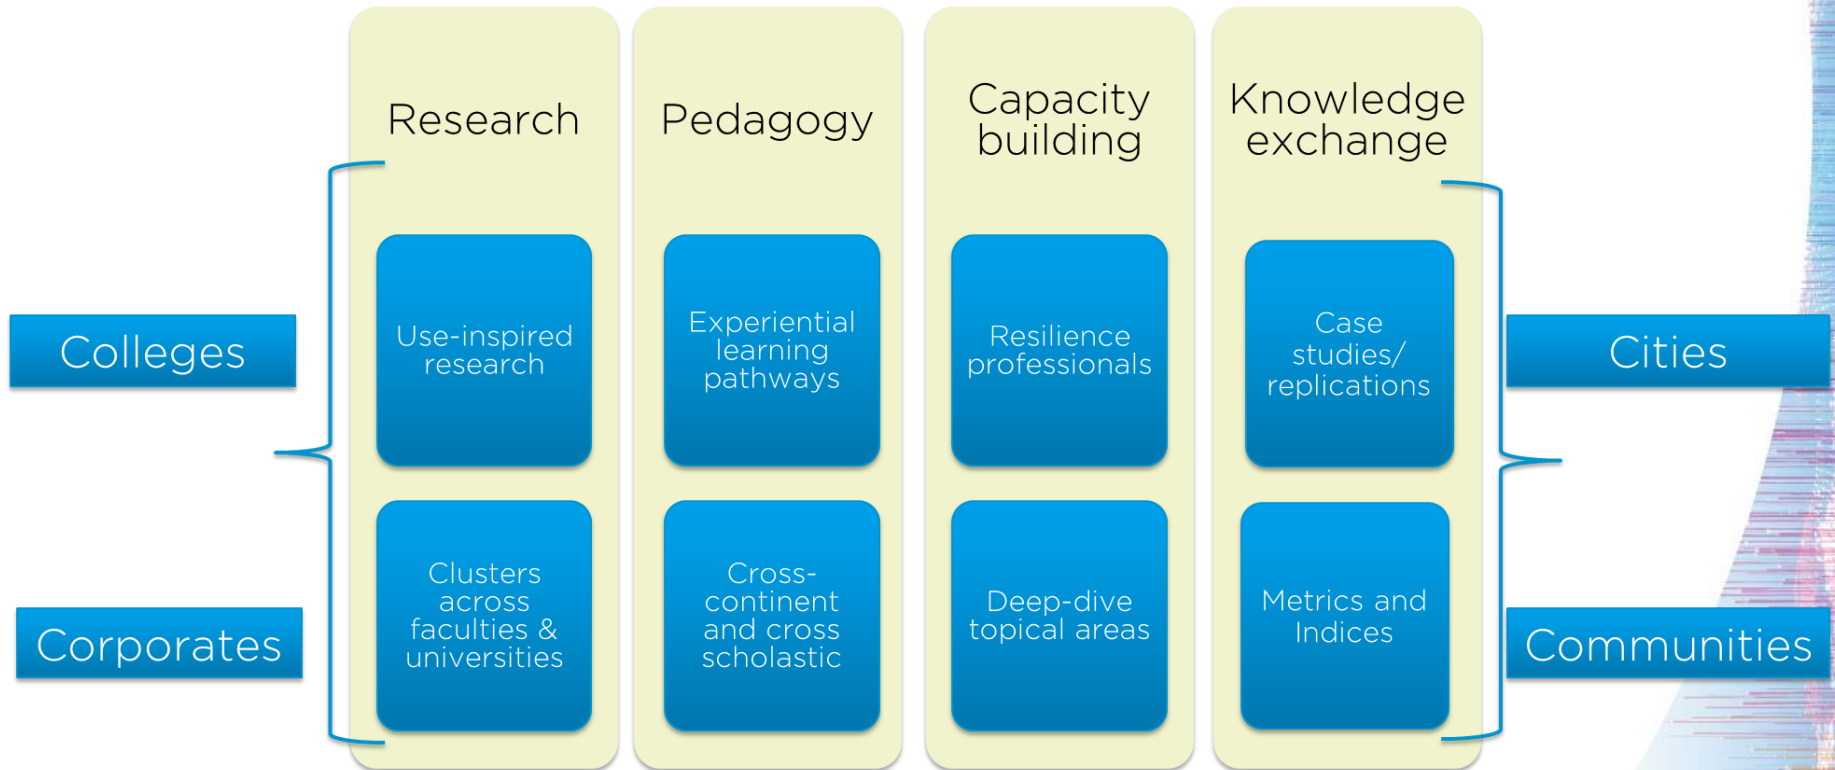 Research
Pedagogy
Capacity
building
Knowledge
exchange
Colleges
Corporates
Use-inspired
research
Clusters
across
faculties &
universities
Experiential
learning
pathways
Cross-
continent
and cross
scholastic
Resilience
professionals
Deep-dive
topical areas
Case
studies/
replications
Metrics and
Indices
Cities
Communities